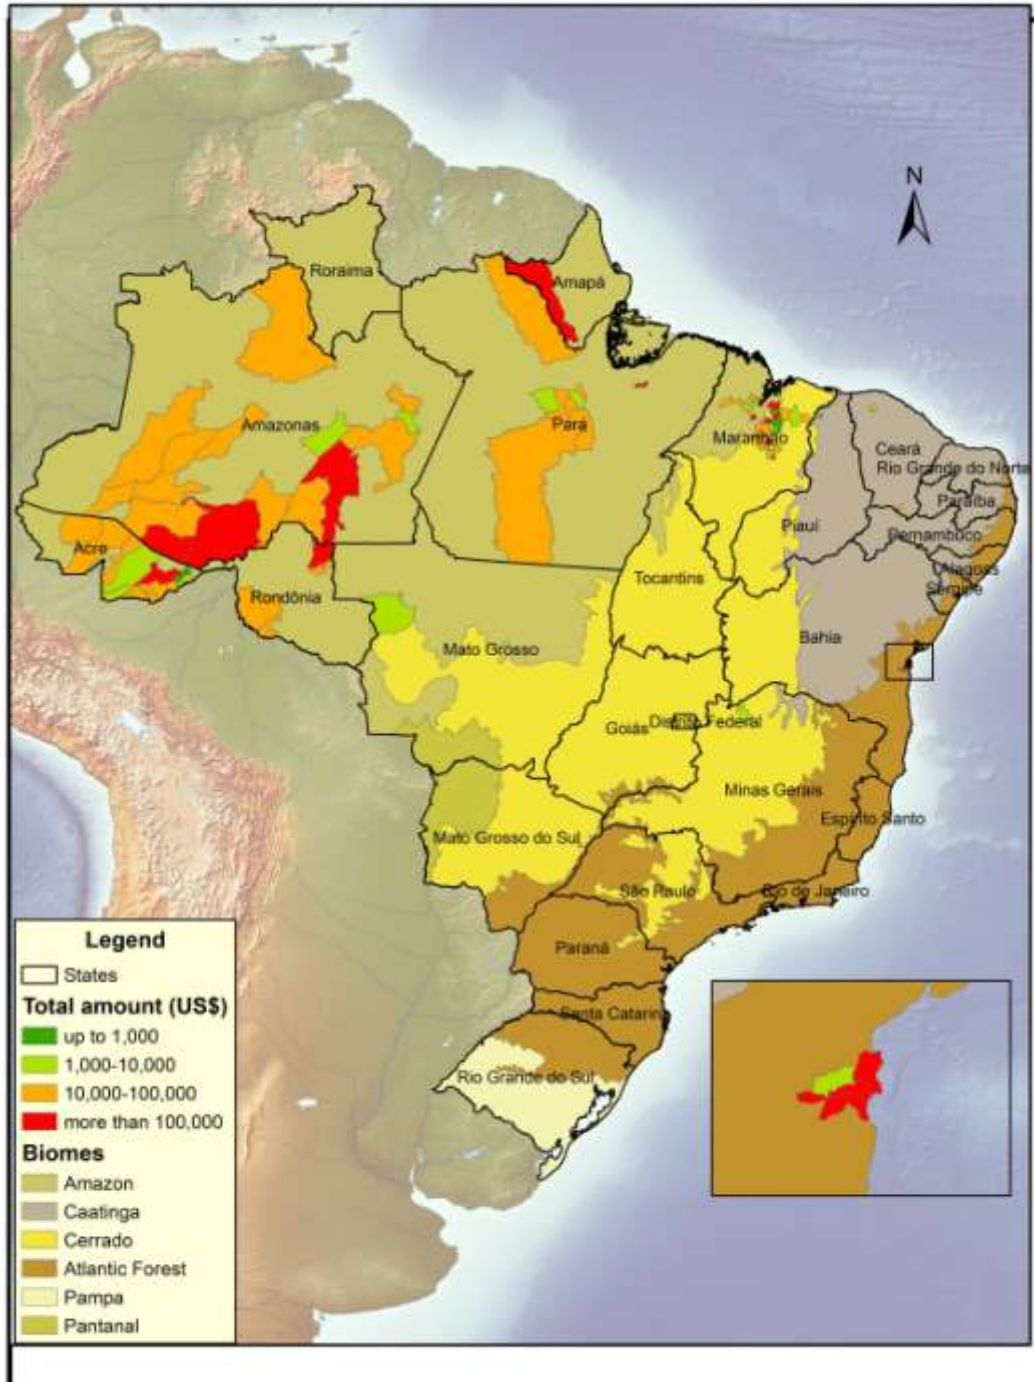 N
Roraima
Amapá
Amazonas
Pará
Maranhão
Ceará
Rio Grande do Norte
Paraíba
Piauí
Pernambuco
Acre
Alagoas
Sergipe
Tocantins
Rondônia
Bahia
Mato Grosso
Goiás
Distrito Federal
Minas Gerais
Espírito Santo
Mato Grosso do Sul
São Paulo
Rio de Janeiro
Paraná
Santa Catarin
Rio Grande do Sul
Legend
States
Total amount (US$)
up to 1,000
1,000-10,000
10,000-100,000
more than 100,000
Biomes
Amazon
Caatinga
Cerrado
Atlantic Forest
Pampa
Pantanal